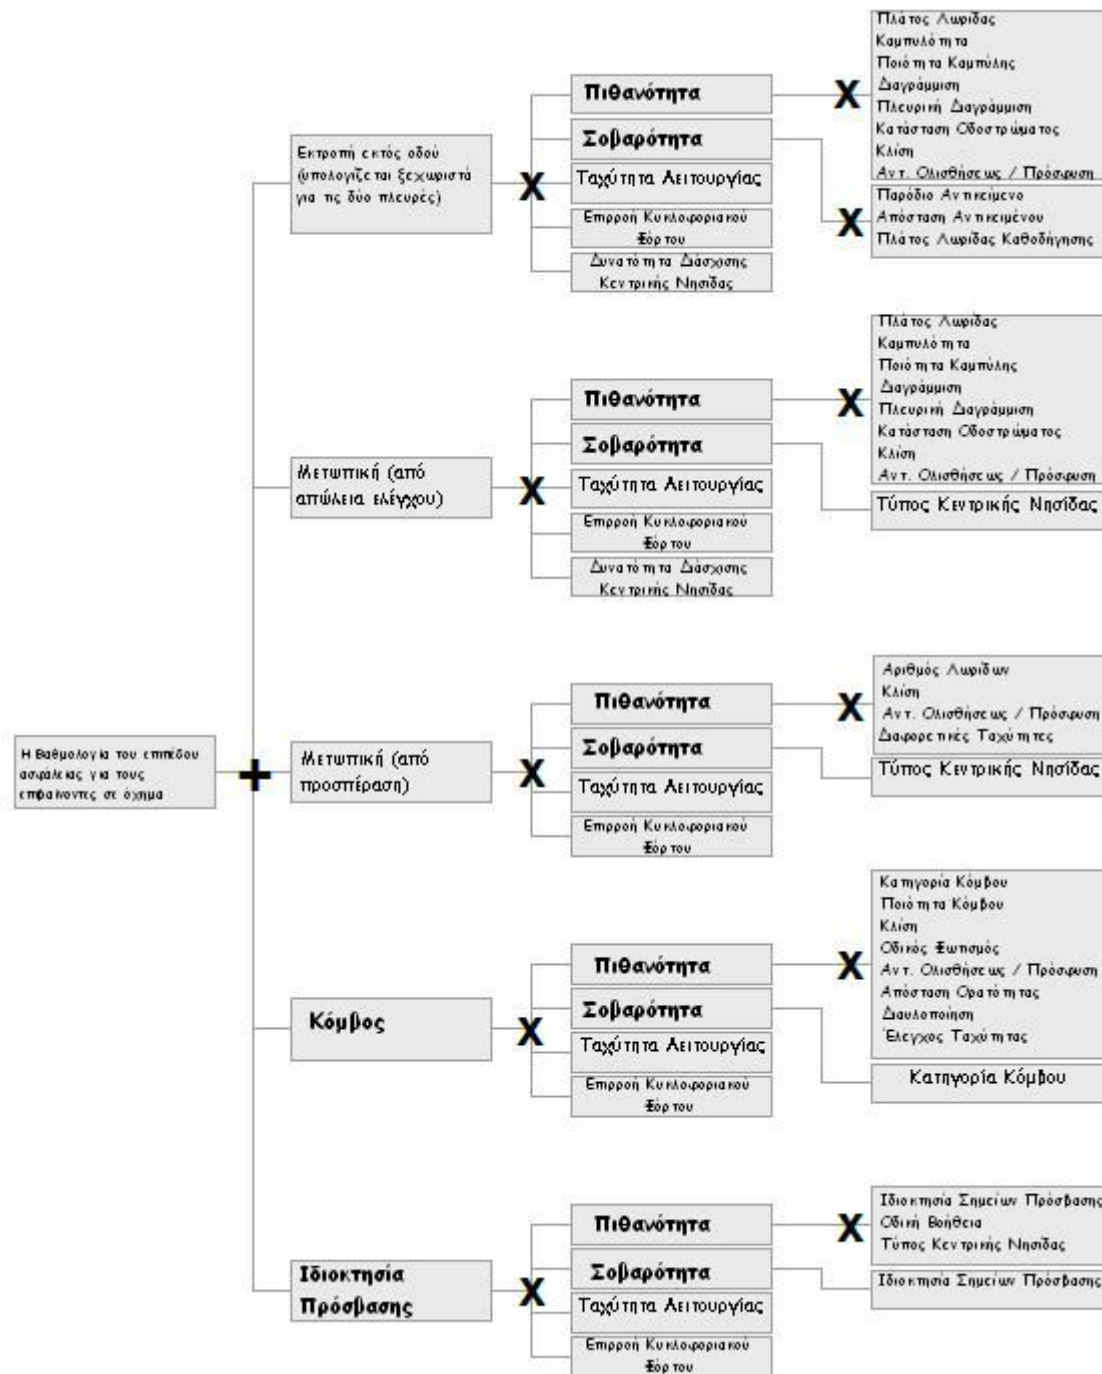 Η Βαθμολογία του επιπέδου
ασφάλειας για τους
επιβαίνοντες σε όχημα
+
Εκτροπή εκτός οδού
(υπολογίζεται ξεχωριστά
για τις δύο πλευρές)
X
Πιθανότητα
Σοβαρότητα
Ταχύτητα Λειτουργίας
Επιρροή Κυκλοφοριακού
Φόρτου
Δυνατότητα Διάσχισης
Κεντρικής Νησίδας
X
Πλάτος Λωρίδας
Καμπυλότητα
Ποιότητα Καμπύλης
Διαγράμμιση
Πλευρική Διαγράμμιση
Κατάσταση Οδοστρώματος
Κλίση
Αντ. Ολισθήσεως / Πρόσφυση
X
Παρόδιο Αντικείμενο
Απόσταση Αντικειμένου
Πλάτος Λωρίδας Καθοδήγησης
Μετωπική (από
απώλεια ελέγχου)
X
Πιθανότητα
Σοβαρότητα
Ταχύτητα Λειτουργίας
Επιρροή Κυκλοφοριακού
Φόρτου
Δυνατότητα Διάσχισης
Κεντρικής Νησίδας
X
Πλάτος Λωρίδας
Καμπυλότητα
Ποιότητα Καμπύλης
Διαγράμμιση
Πλευρική Διαγράμμιση
Κατάσταση Οδοστρώματος
Κλίση
Αντ. Ολισθήσεως / Πρόσφυση
Τύπος Κεντρικής Νησίδας
Μετωπική (από
προσπέραση)
X
Πιθανότητα
Σοβαρότητα
Ταχύτητα Λειτουργίας
Επιρροή Κυκλοφοριακού
Φόρτου
X
Αριθμός Λωρίδων
Κλίση
Αντ. Ολισθήσεως / Πρόσφυση
Διαφορετικές Ταχύτητες
Τύπος Κεντρικής Νησίδας
Κόμβος
X
Πιθανότητα
Σοβαρότητα
Ταχύτητα Λειτουργίας
Επιρροή Κυκλοφοριακού
Φόρτου
X
Κατηγορία Κόμβου
Ποιότητα Κόμβου
Κλίση
Οδικός Φωτισμός
Αντ. Ολισθήσεως / Πρόσφυση
Απόσταση Ορατότητας
Διαυλοποίηση
Έλεγχος Ταχύτητας
Κατηγορία Κόμβου
Ιδιοκτησία
Πρόσβασης
X
Πιθανότητα
Σοβαρότητα
Ταχύτητα Λειτουργίας
Επιρροή Κυκλοφοριακού
Φόρτου
X
Ιδιοκτησία Σημείων Πρόσβασης
Οδική Βοήθεια
Τύπος Κεντρικής Νησίδας
Ιδιοκτησία Σημείων Πρόσβασης